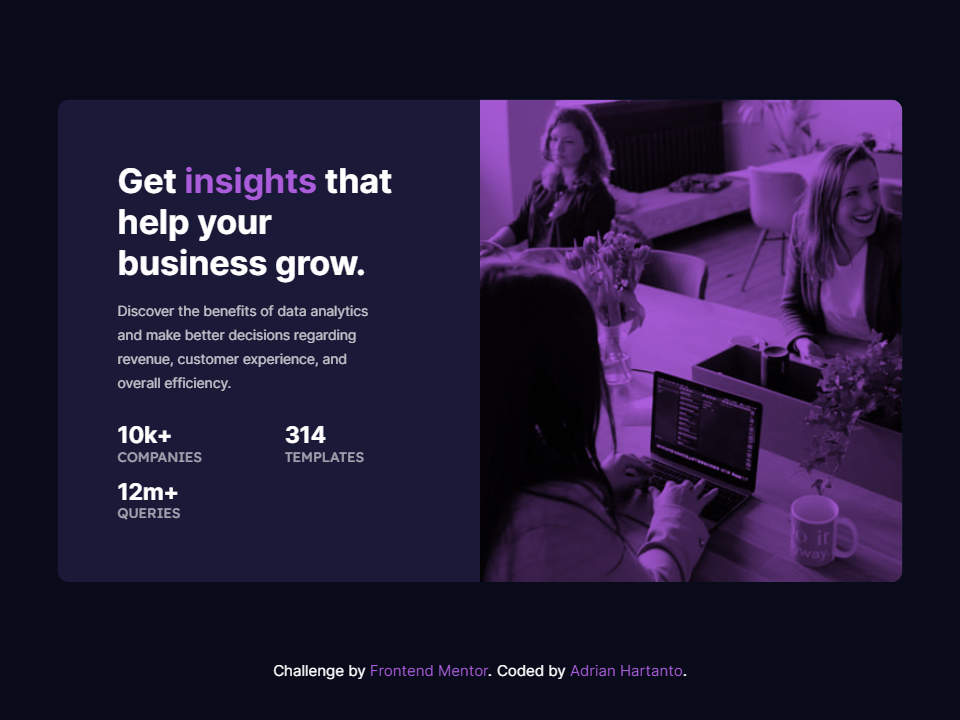 Get insights that
help your
business grow.
Discover the benefits of data analytics
and make better decisions regarding
revenue, customer experience, and
overall efficiency.
10k+
COMPANIES
314
TEMPLATES
12m+
QUERIES
Challenge by Frontend Mentor. Coded by Adrian Hartanto.